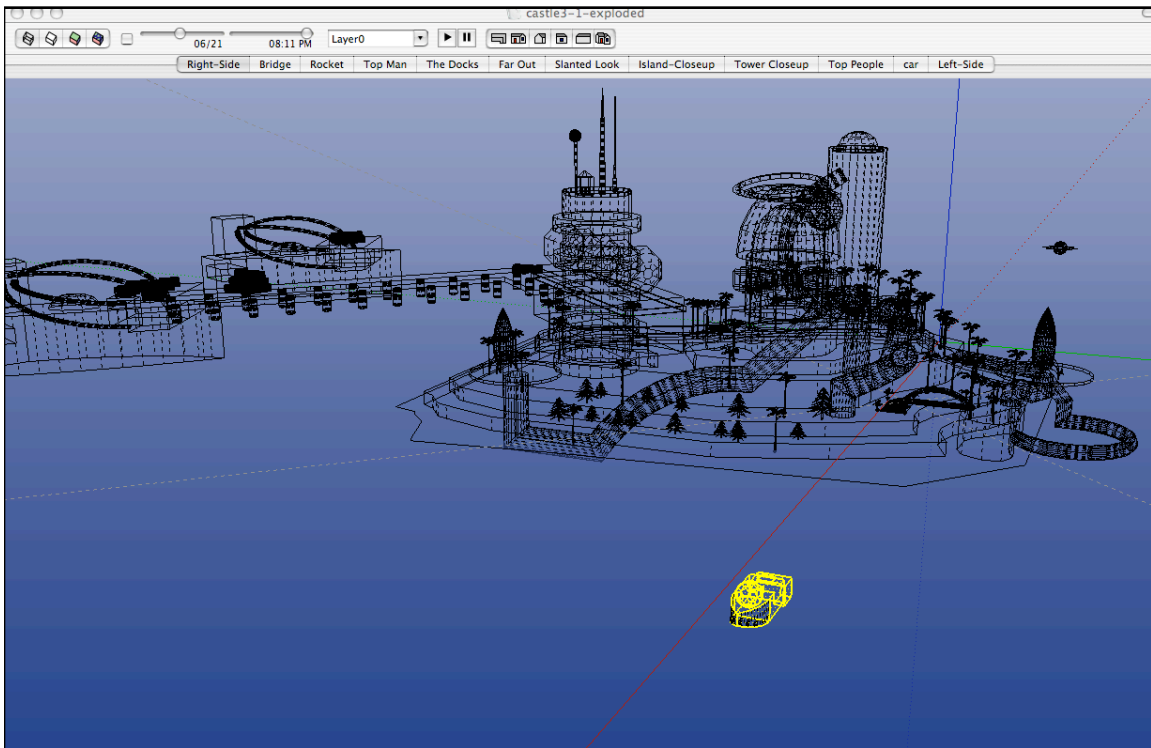 castle3-1-exploded
06/21 08:11 PM Layer0
Right-Side Bridge Rocket Top Man The Docks Far Out Slanted Look Island-Closeup Tower Closeup Top People car Left-Side